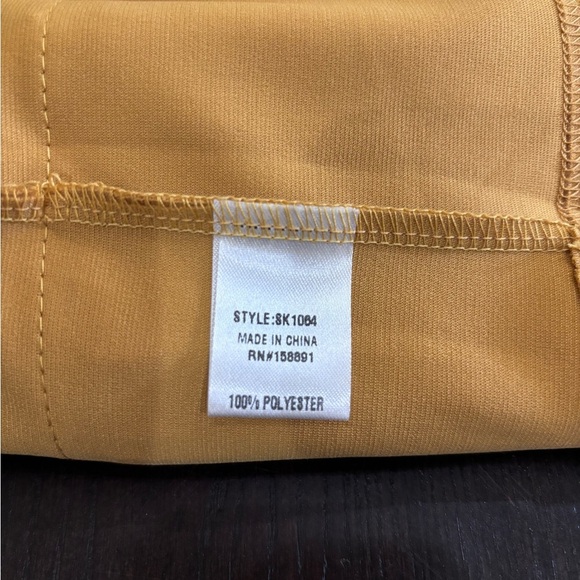 STYLE:SK1064
MADE IN CHINA
RN#158891
100% POLYESTER